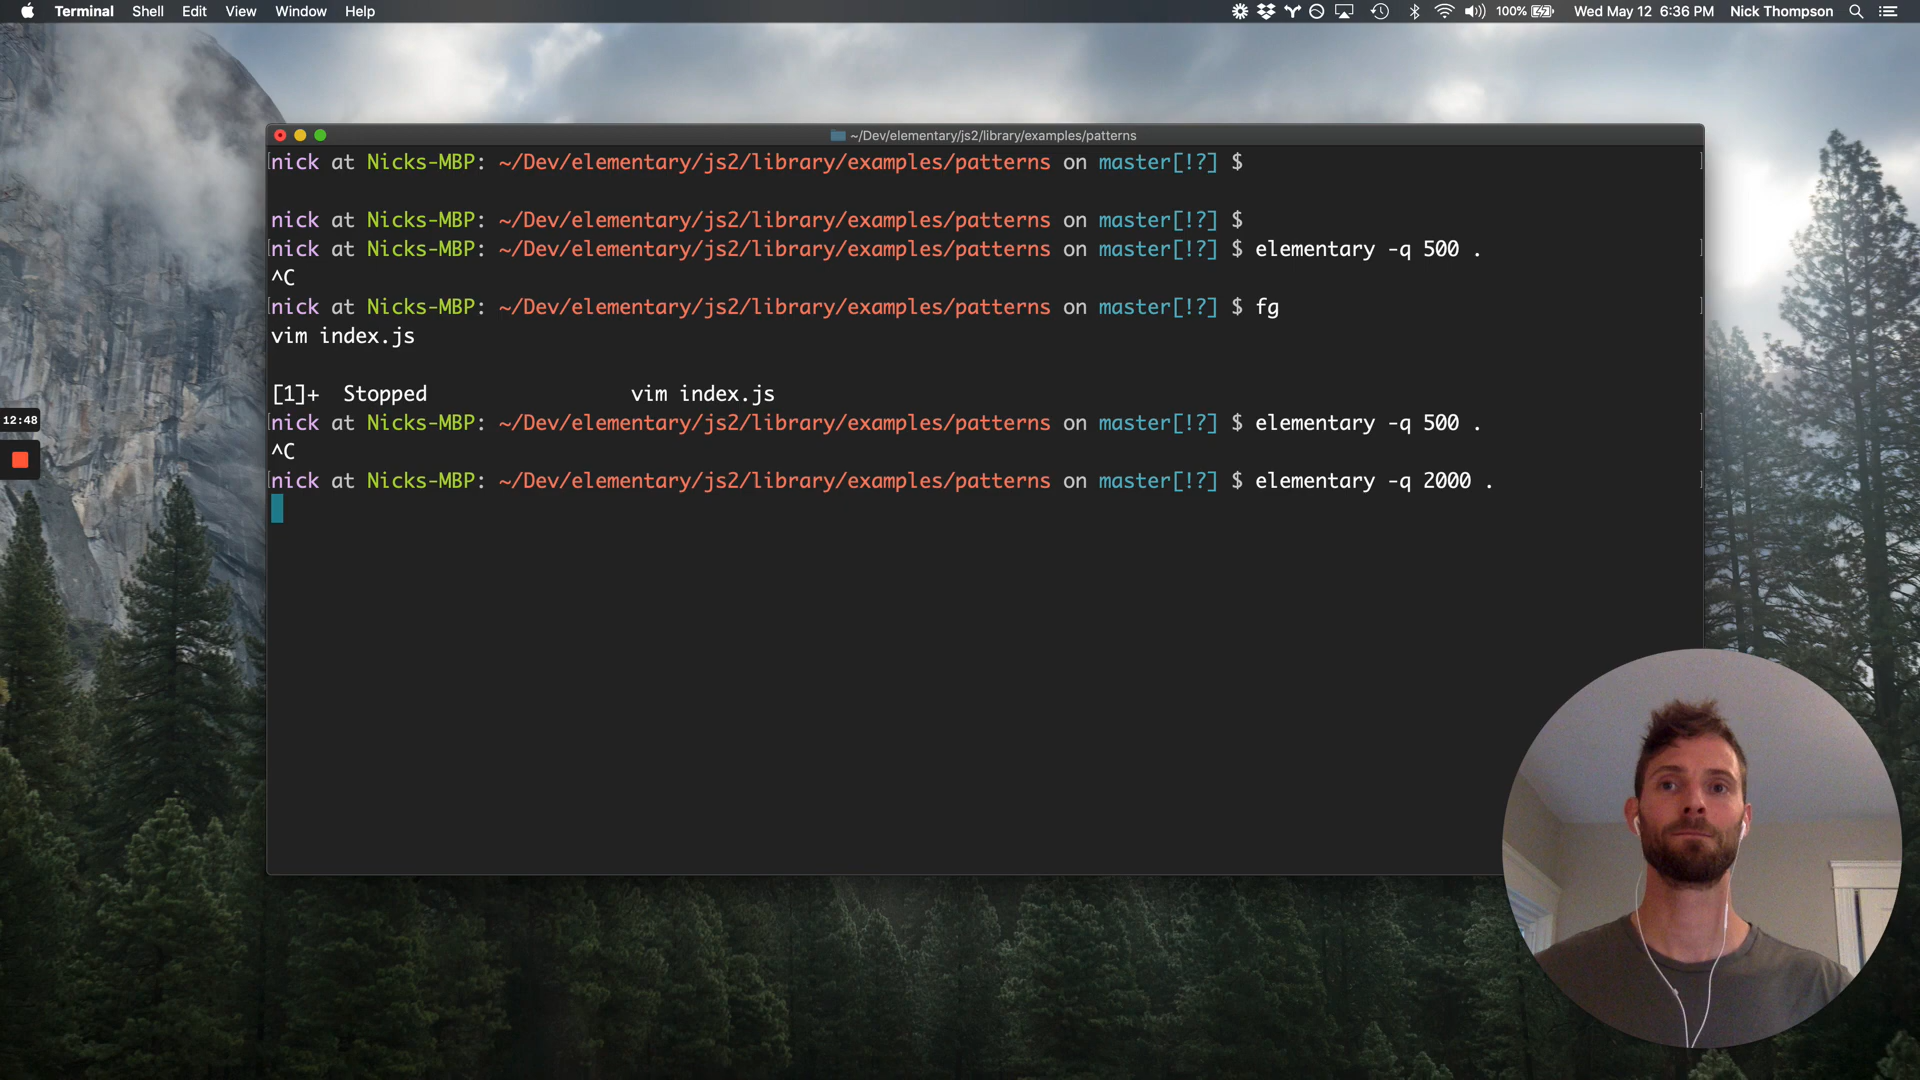 Terminal Shell Edit View Window Help 100% Wed May 12 6:36 PM Nick Thompson
~/Dev/elementary/js2/library/examples/patterns
nick at Nicks-MBP: ~/Dev/elementary/js2/library/examples/patterns on master[!?] $
nick at Nicks-MBP: ~/Dev/elementary/js2/library/examples/patterns on master[!?] $
nick at Nicks-MBP: ~/Dev/elementary/js2/library/examples/patterns on master[!?] $ elementary -q 500 .
^C
nick at Nicks-MBP: ~/Dev/elementary/js2/library/examples/patterns on master[!?] $ fg
vim index.js
[1]+  Stopped                 vim index.js
12:48
nick at Nicks-MBP: ~/Dev/elementary/js2/library/examples/patterns on master[!?] $ elementary -q 500 .
^C
nick at Nicks-MBP: ~/Dev/elementary/js2/library/examples/patterns on master[!?] $ elementary -q 2000 .